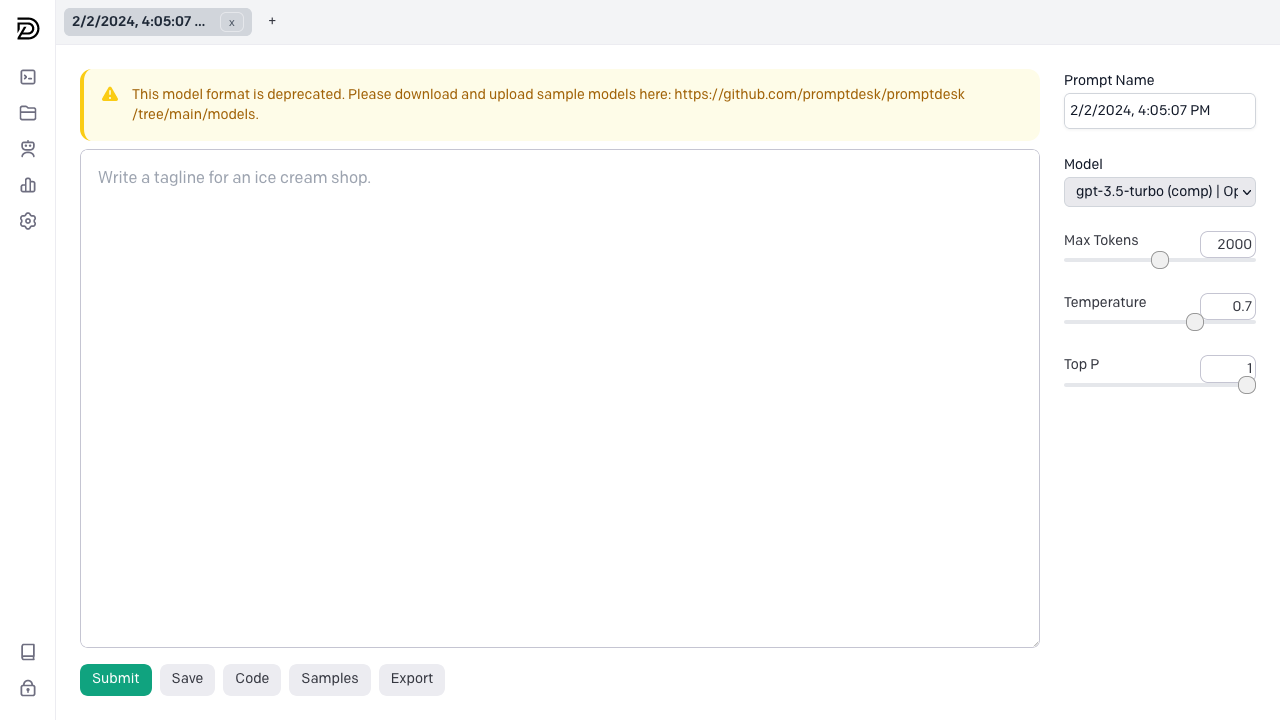 2/2/2024, 4:05:07 ...
x
+
This model format is deprecated. Please download and upload sample models here: https://github.com/promptdesk/promptdesk
/tree/main/models.
Write a tagline for an ice cream shop.
Submit
Save
Code
Samples
Export
Prompt Name
2/2/2024, 4:05:07 PM
Model
gpt-3.5-turbo (comp) | Op
Max Tokens
2000
Temperature
0.7
Top P
1